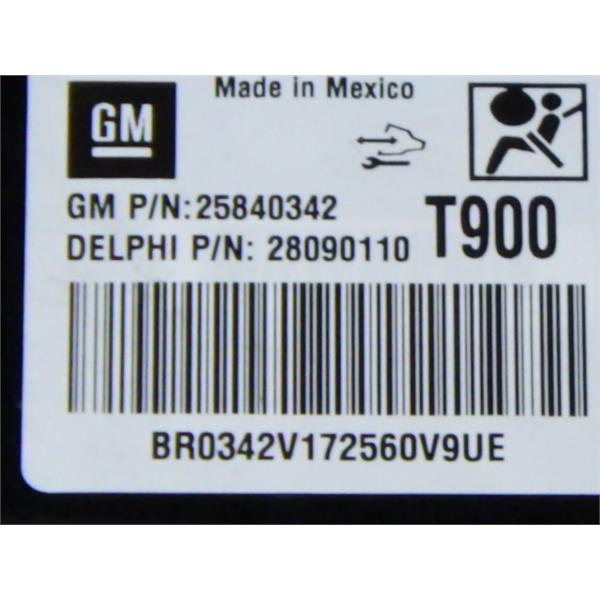 Made in Mexico
GM
GM P/N:25840342
DELPHI P/N: 28090110
T900
BR0342V172560V9UE